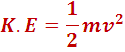 K.E = 1/2 mv²